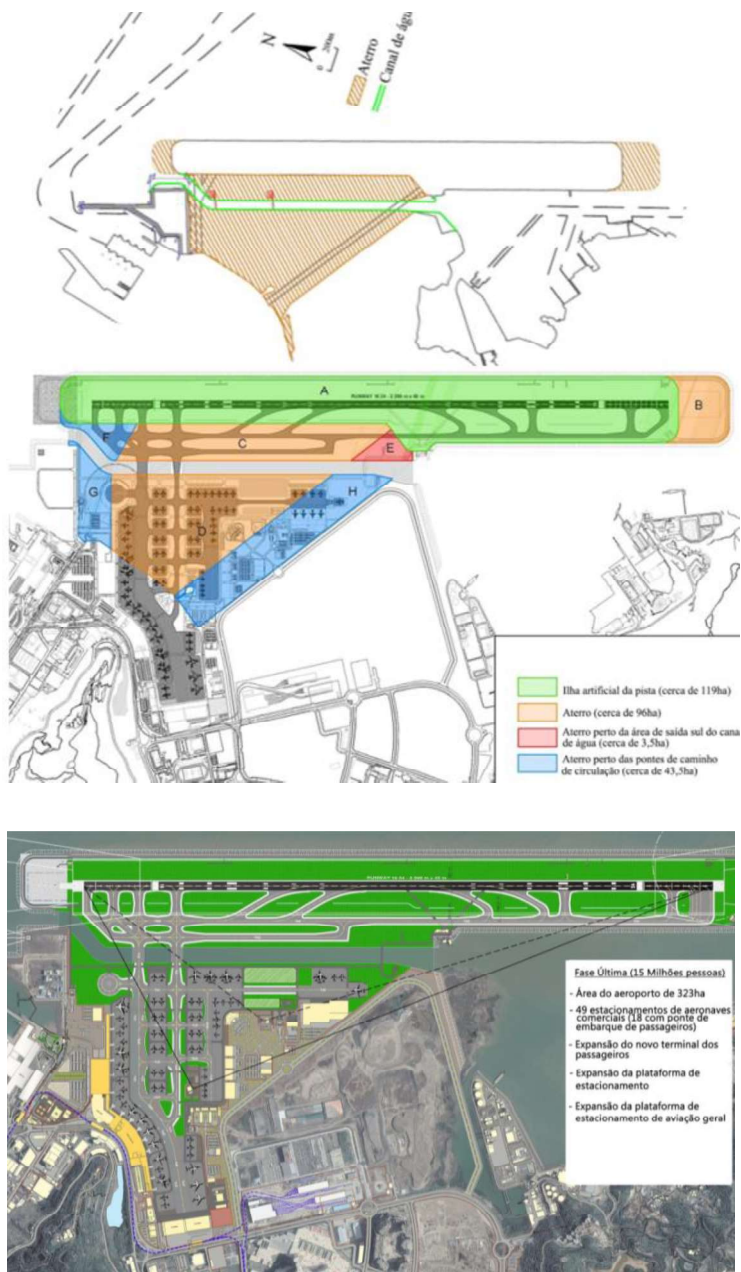 N
0
200m
Aterro
Canal de águ
A
B
C
D
E
F
G
H
Ilha artificial da pista (cerca de 119ha)
Aterro (cerca de 96ha)
Aterro perto da área de saída sul do cana
de água (cerca de 3,5ha)
Aterro perto das pontes de caminho
de circulação (cerca de 43,5ha)
Fase Última (15 Milhões pessoas)
- Área do aeroporto de 323ha
- 49 estacionamentos de aeronaves
comerciais (18 com ponte de
embarque de passageiros)
- Expansão do novo terminal dos
passageiros
- Expansão da plataforma de
estacionamento
- Expansão da plataforma de
estacionamento de aviação geral